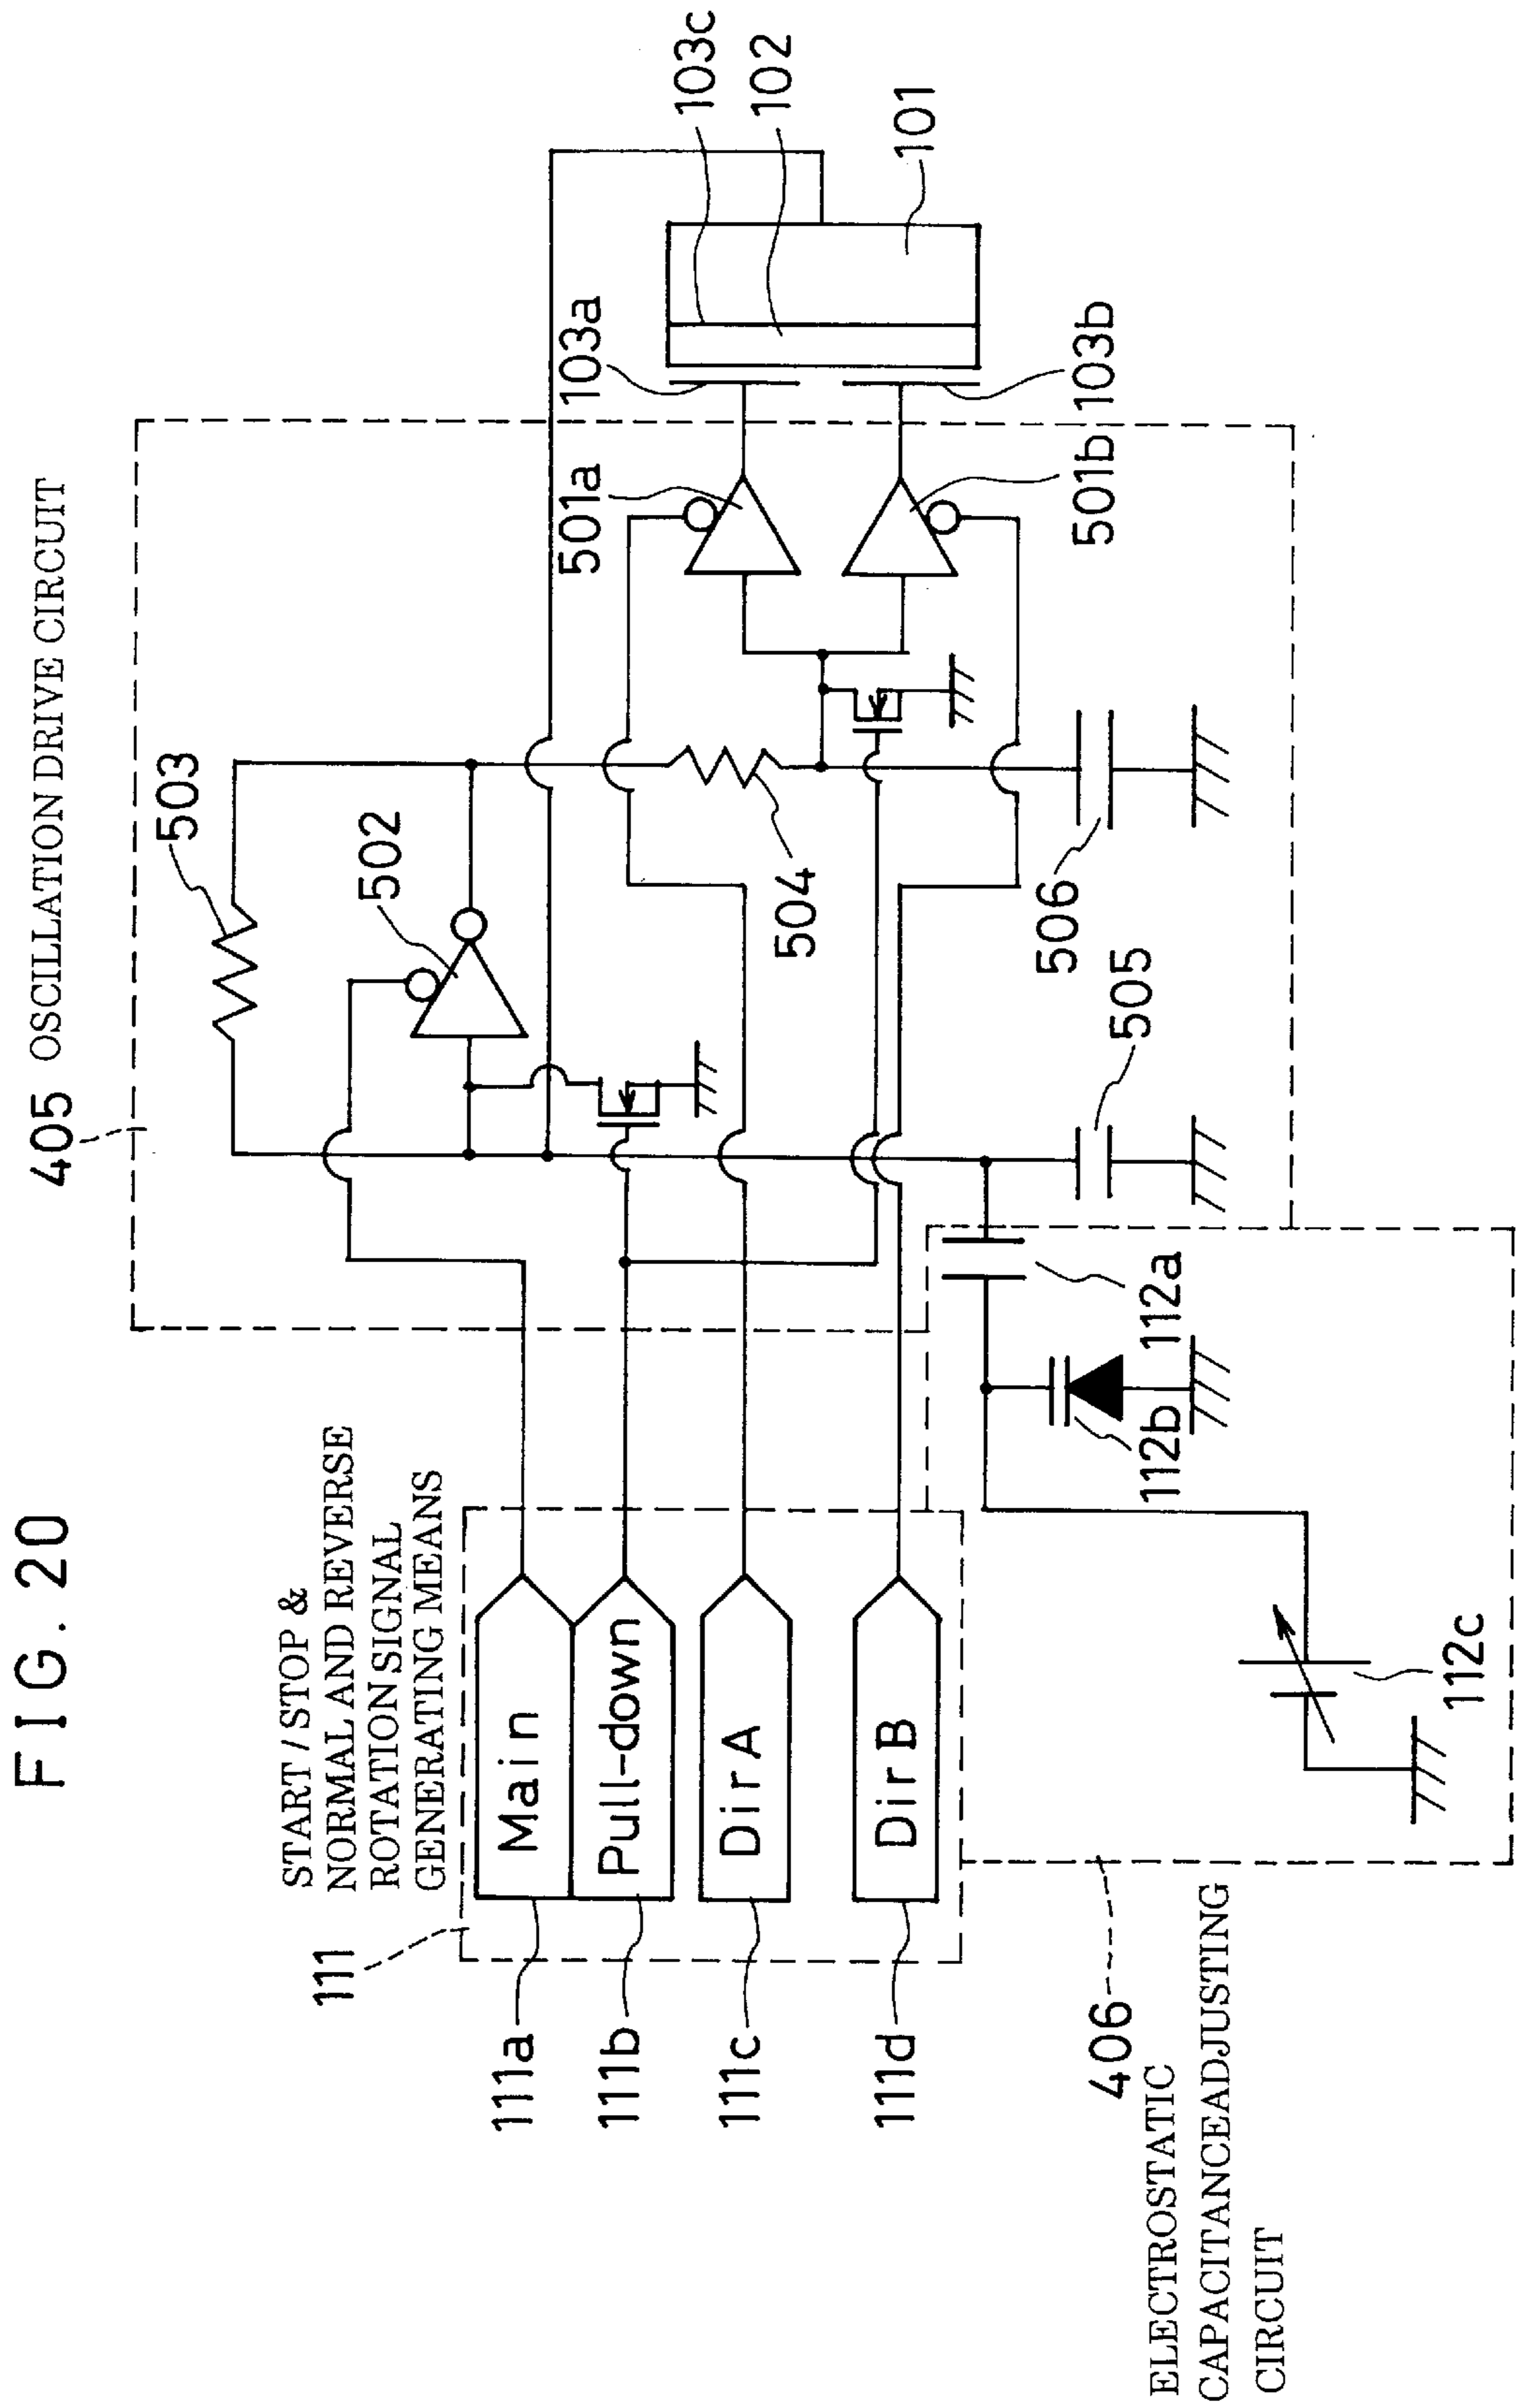 FIG. 20
405 OSCILLATION DRIVE CIRCUIT
START / STOP &
NORMAL AND REVERSE
ROTATION SIGNAL
GENERATING MEANS
111
111a
Main
111b
Pull-down
111c
Dir A
111d
Dir B
503
502
504
506
505
501a
501b
103a
103b
103c
102
101
112a
112b
112c
406
ELECTROSTATIC
CAPACITANCEADJUSTING
CIRCUIT